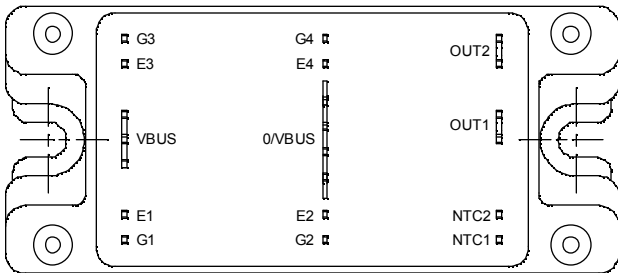 G3 G4
OUT2
E3 E4
OUT1
VBUS 0/VBUS
E1 E2 NTC2
G1 G2 NTC1